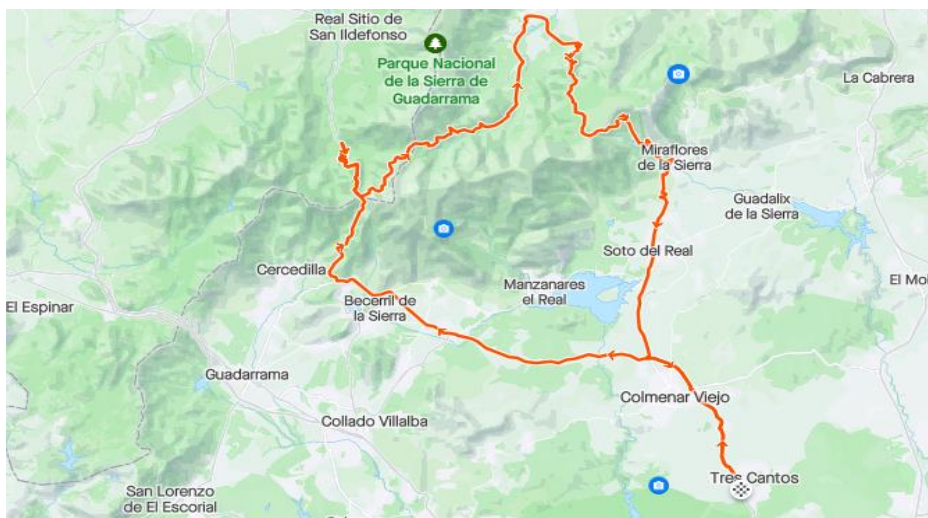 Real Sitio de
San Ildefonso
Parque Nacional
de la Sierra de
Guadarrama
La Cabrera
Miraflores
de la Sierra
Guadalix
de la Sierra
Soto del Real
Cercedilla
Manzanares
el Real
El Espinar
Becerril de
la Sierra
El Mol
Guadarrama
Colmenar Viejo
Collado Villalba
Tres Cantos
San Lorenzo
de El Escorial